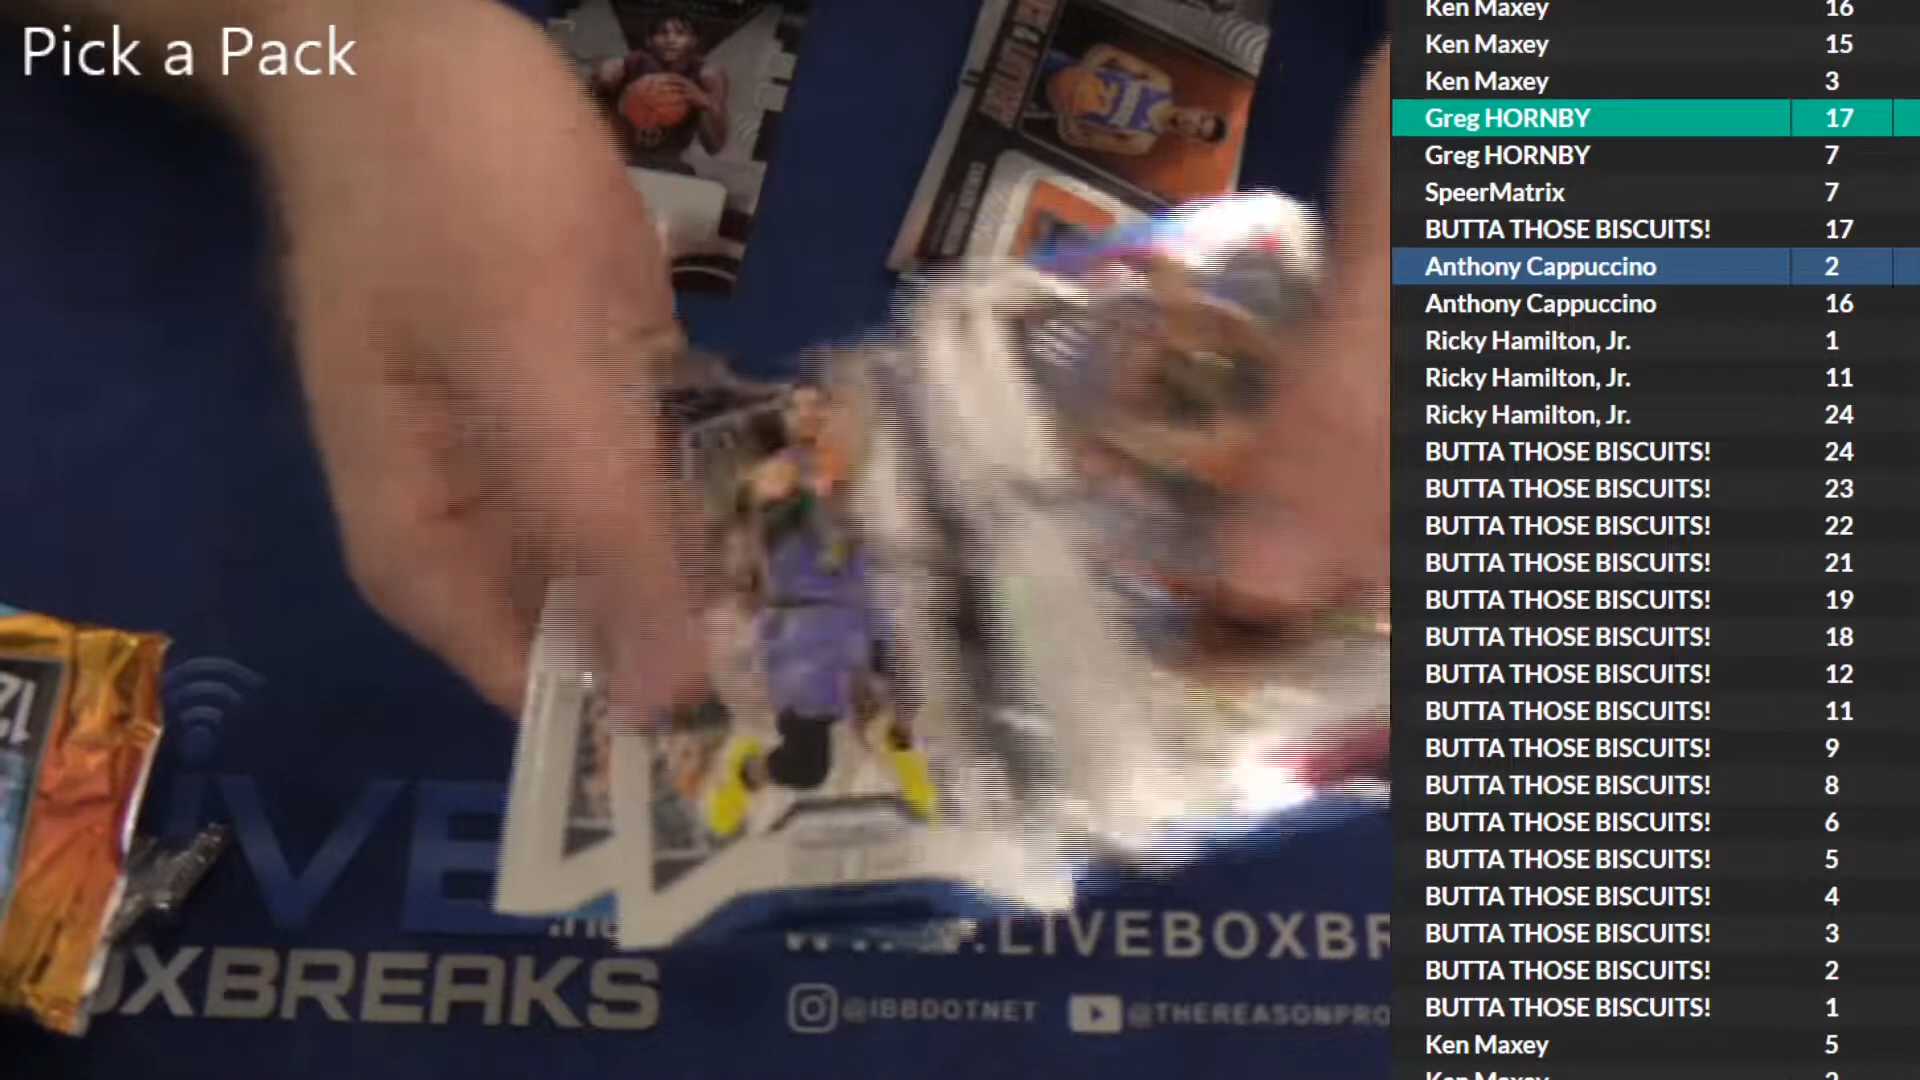 Pick a Pack
Ken Maxey 16
Ken Maxey 15
Ken Maxey 3
Greg HORNBY 17
Greg HORNBY 7
SpeerMatrix 7
BUTTA THOSE BISCUITS! 17
Anthony Cappuccino 2
Anthony Cappuccino 16
Ricky Hamilton, Jr. 1
Ricky Hamilton, Jr. 11
Ricky Hamilton, Jr. 24
BUTTA THOSE BISCUITS! 24
BUTTA THOSE BISCUITS! 23
BUTTA THOSE BISCUITS! 22
BUTTA THOSE BISCUITS! 21
BUTTA THOSE BISCUITS! 19
BUTTA THOSE BISCUITS! 18
BUTTA THOSE BISCUITS! 12
BUTTA THOSE BISCUITS! 11
BUTTA THOSE BISCUITS! 9
BUTTA THOSE BISCUITS! 8
BUTTA THOSE BISCUITS! 6
BUTTA THOSE BISCUITS! 5
BUTTA THOSE BISCUITS! 4
BUTTA THOSE BISCUITS! 3
BUTTA THOSE BISCUITS! 2
BUTTA THOSE BISCUITS! 1
Ken Maxey 5
OXBREAKS
.LIVEBOXBR
@IBBDOTNET
@THEREASONPRO